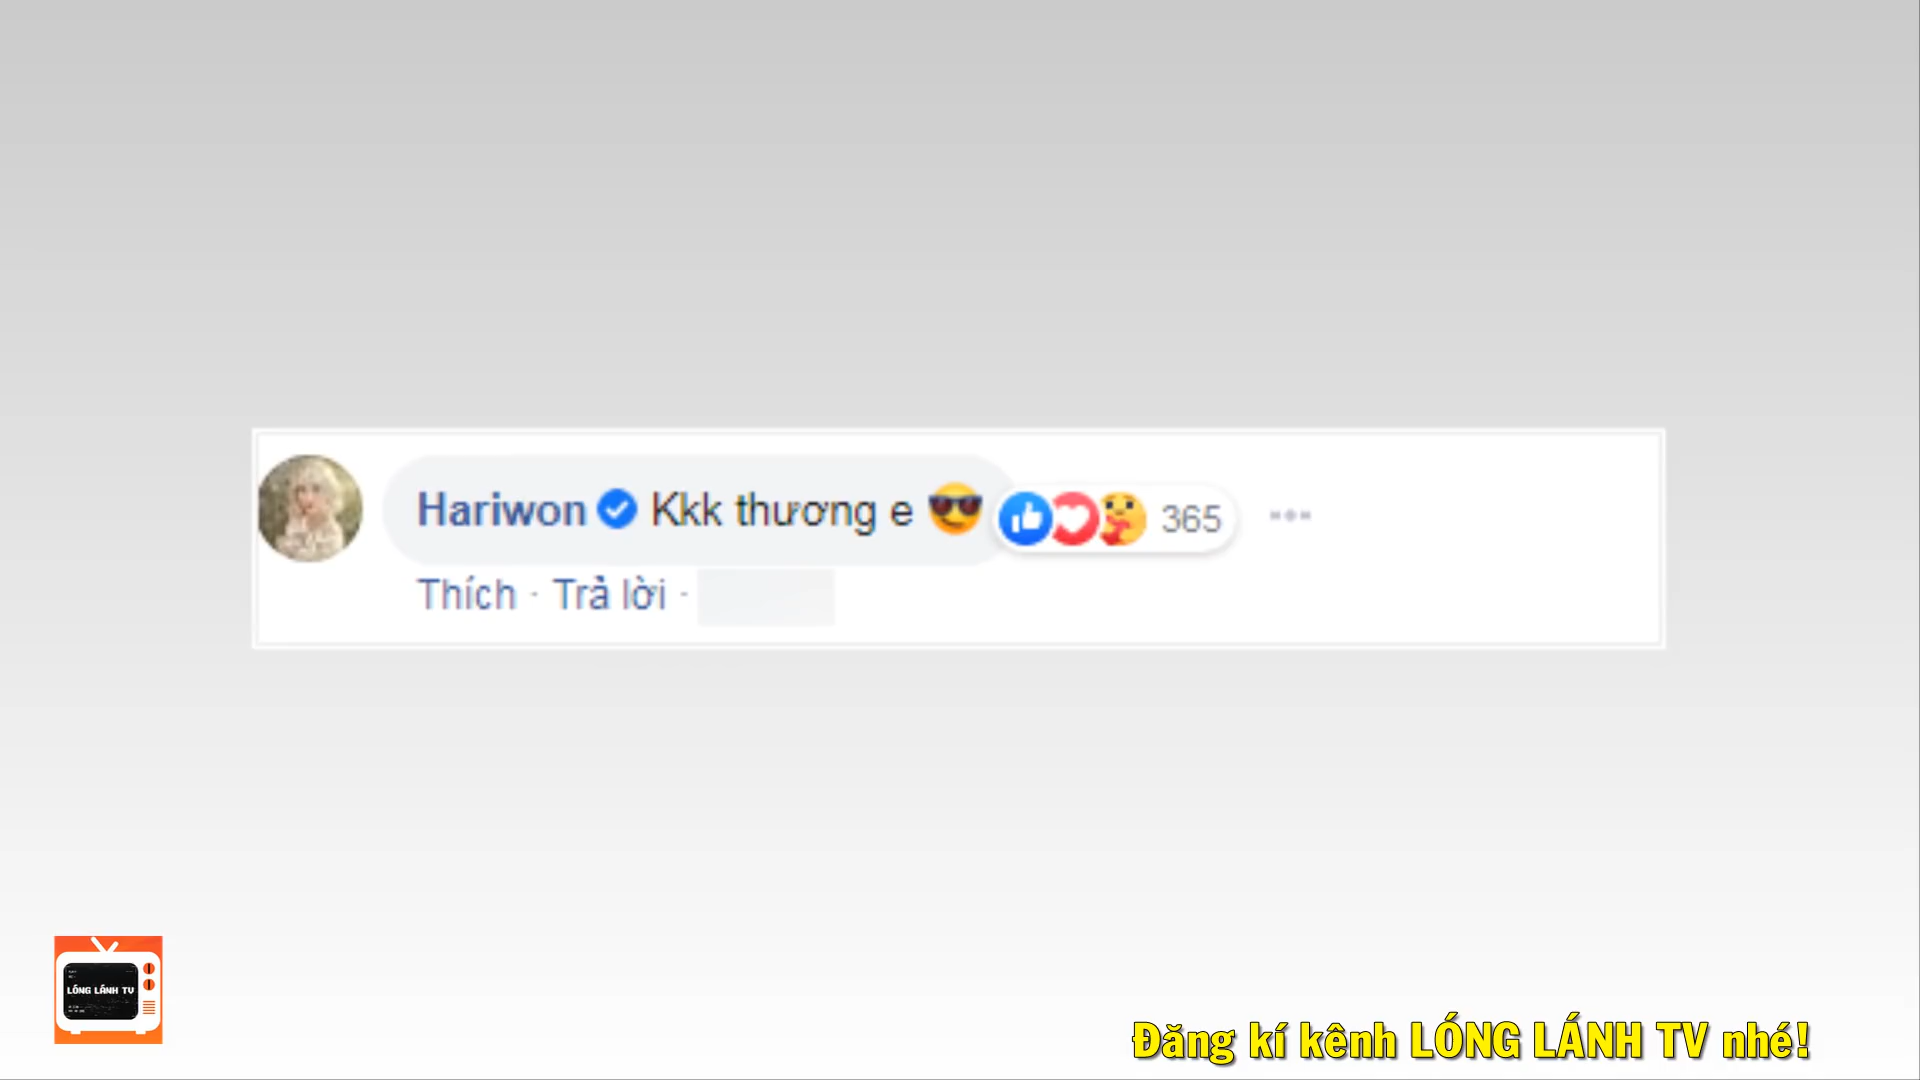 Hariwon Kkk thương e 😎 365
Thích · Trả lời ·
LÓNG LÁNH TV
Đăng kí kênh LÓNG LÁNH TV nhé!